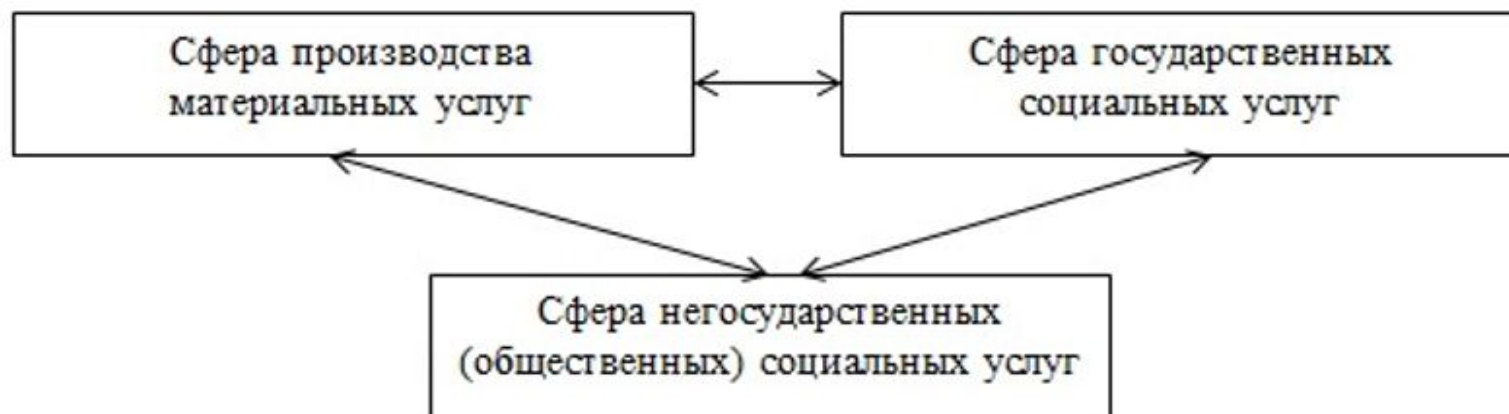 Сфера производства
материальных услуг
Сфера государственных
социальных услуг
Сфера негосударственных
(общественных) социальных услуг